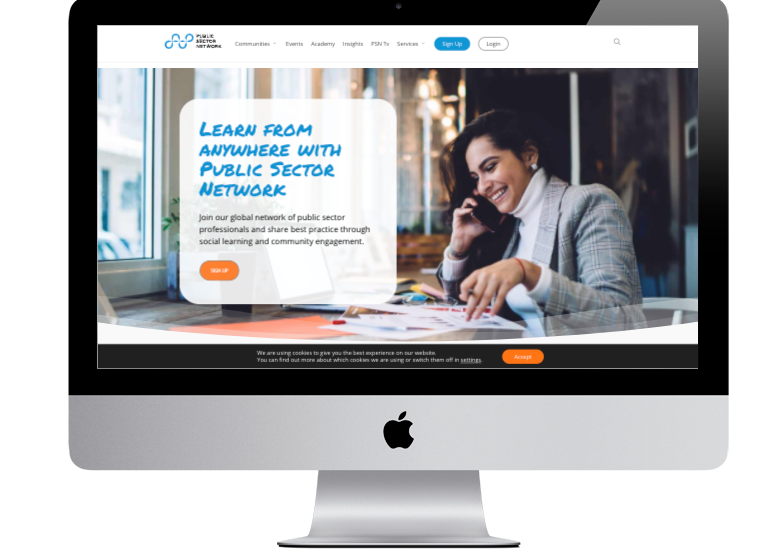 PUBLIC
SECTOR
NETWORK
Communities Events Academy Insights PSN Tv Services Sign Up Login
Learn from
anywhere with
Public Sector
Network
Join our global network of public sector
professionals and share best practice through
social learning and community engagement.
SIGN UP
We are using cookies to give you the best experience on our website.
You can find out more about which cookies we are using or switch them off in settings.
Accept